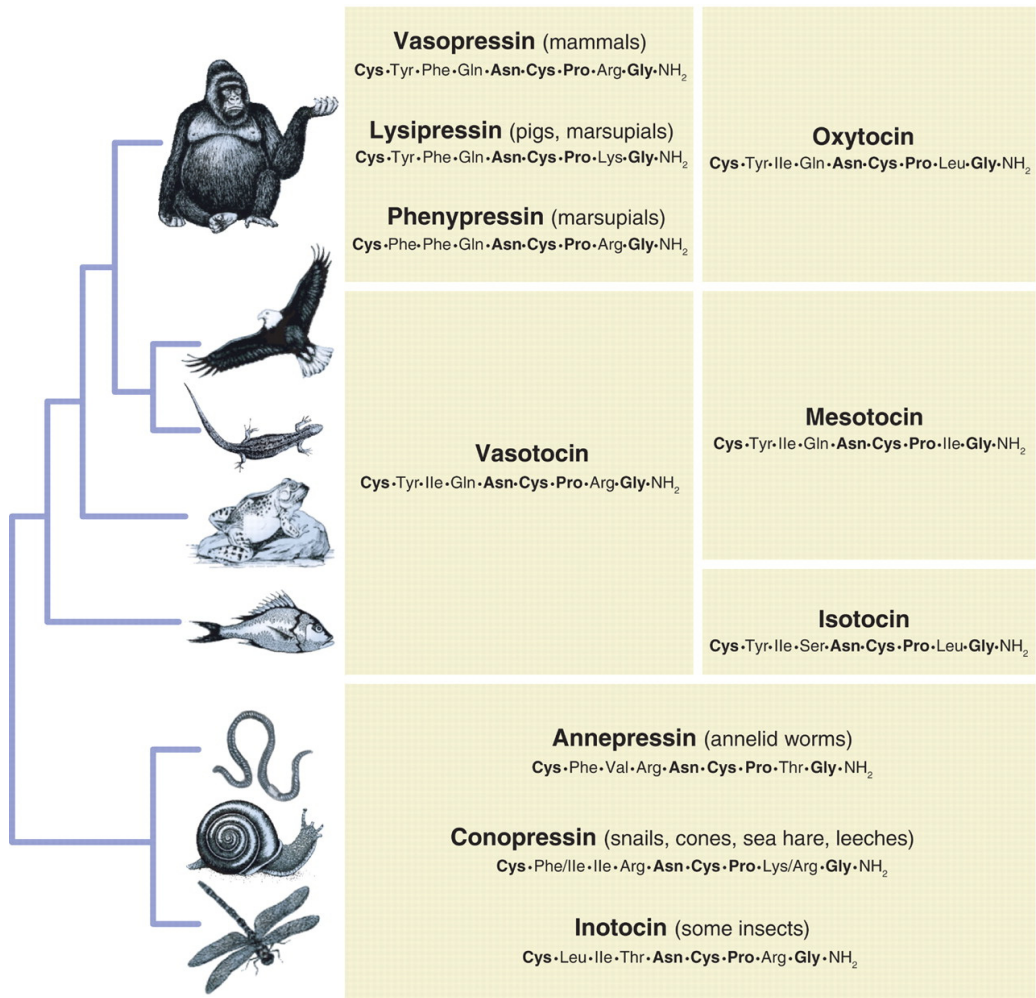 Vasopressin (mammals)
Cys•Tyr•Phe•Gln•Asn•Cys•Pro•Arg•Gly•NH₂
Lysipressin (pigs, marsupials)
Cys•Tyr•Phe•Gln•Asn•Cys•Pro•Lys•Gly•NH₂
Phenypressin (marsupials)
Cys•Phe•Phe•Gln•Asn•Cys•Pro•Arg•Gly•NH₂
Oxytocin
Cys•Tyr•Ile•Gln•Asn•Cys•Pro•Leu•Gly•NH₂
Vasotocin
Cys•Tyr•Ile•Gln•Asn•Cys•Pro•Arg•Gly•NH₂
Mesotocin
Cys•Tyr•Ile•Gln•Asn•Cys•Pro•Ile•Gly•NH₂
Isotocin
Cys•Tyr•Ile•Ser•Asn•Cys•Pro•Leu•Gly•NH₂
Annepressin (annelid worms)
Cys•Phe•Val•Arg•Asn•Cys•Pro•Thr•Gly•NH₂
Conopressin (snails, cones, sea hare, leeches)
Cys•Phe/Ile•Ile•Arg•Asn•Cys•Pro•Lys/Arg•Gly•NH₂
Inotocin (some insects)
Cys•Leu•Ile•Thr•Asn•Cys•Pro•Arg•Gly•NH₂